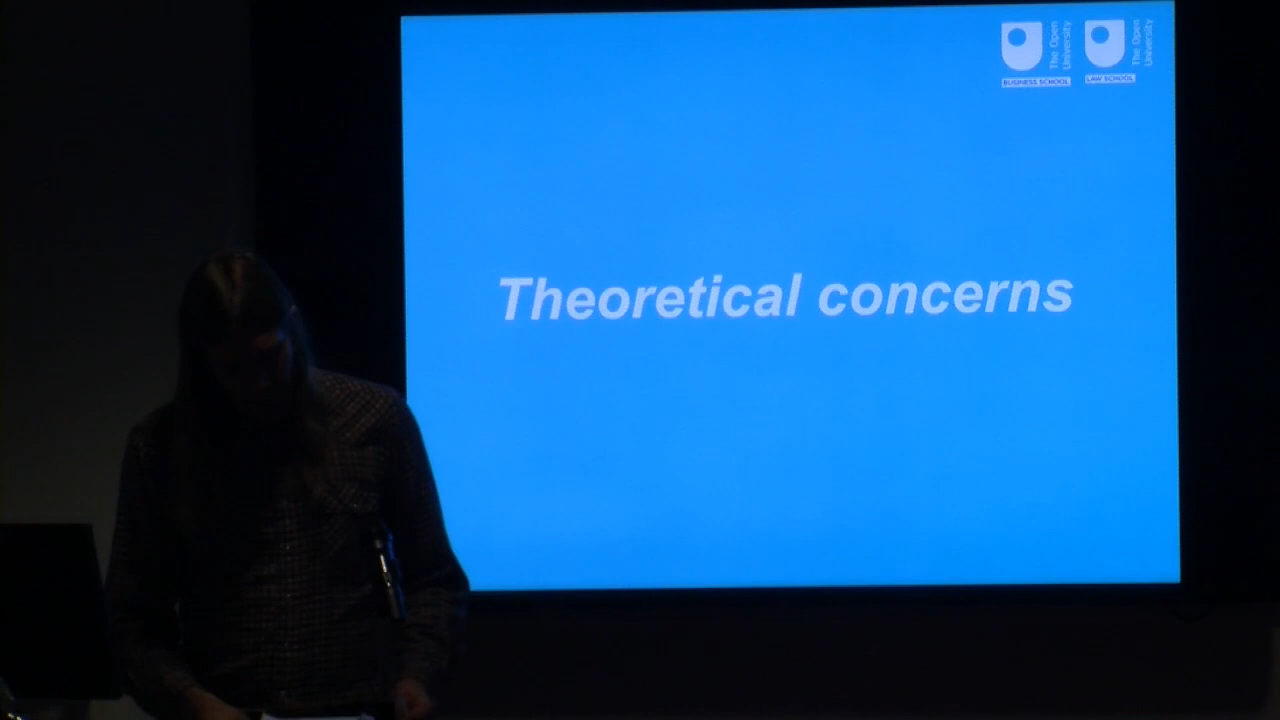 The Open
University
BUSINESS SCHOOL
The Open
University
LAW SCHOOL
Theoretical concerns